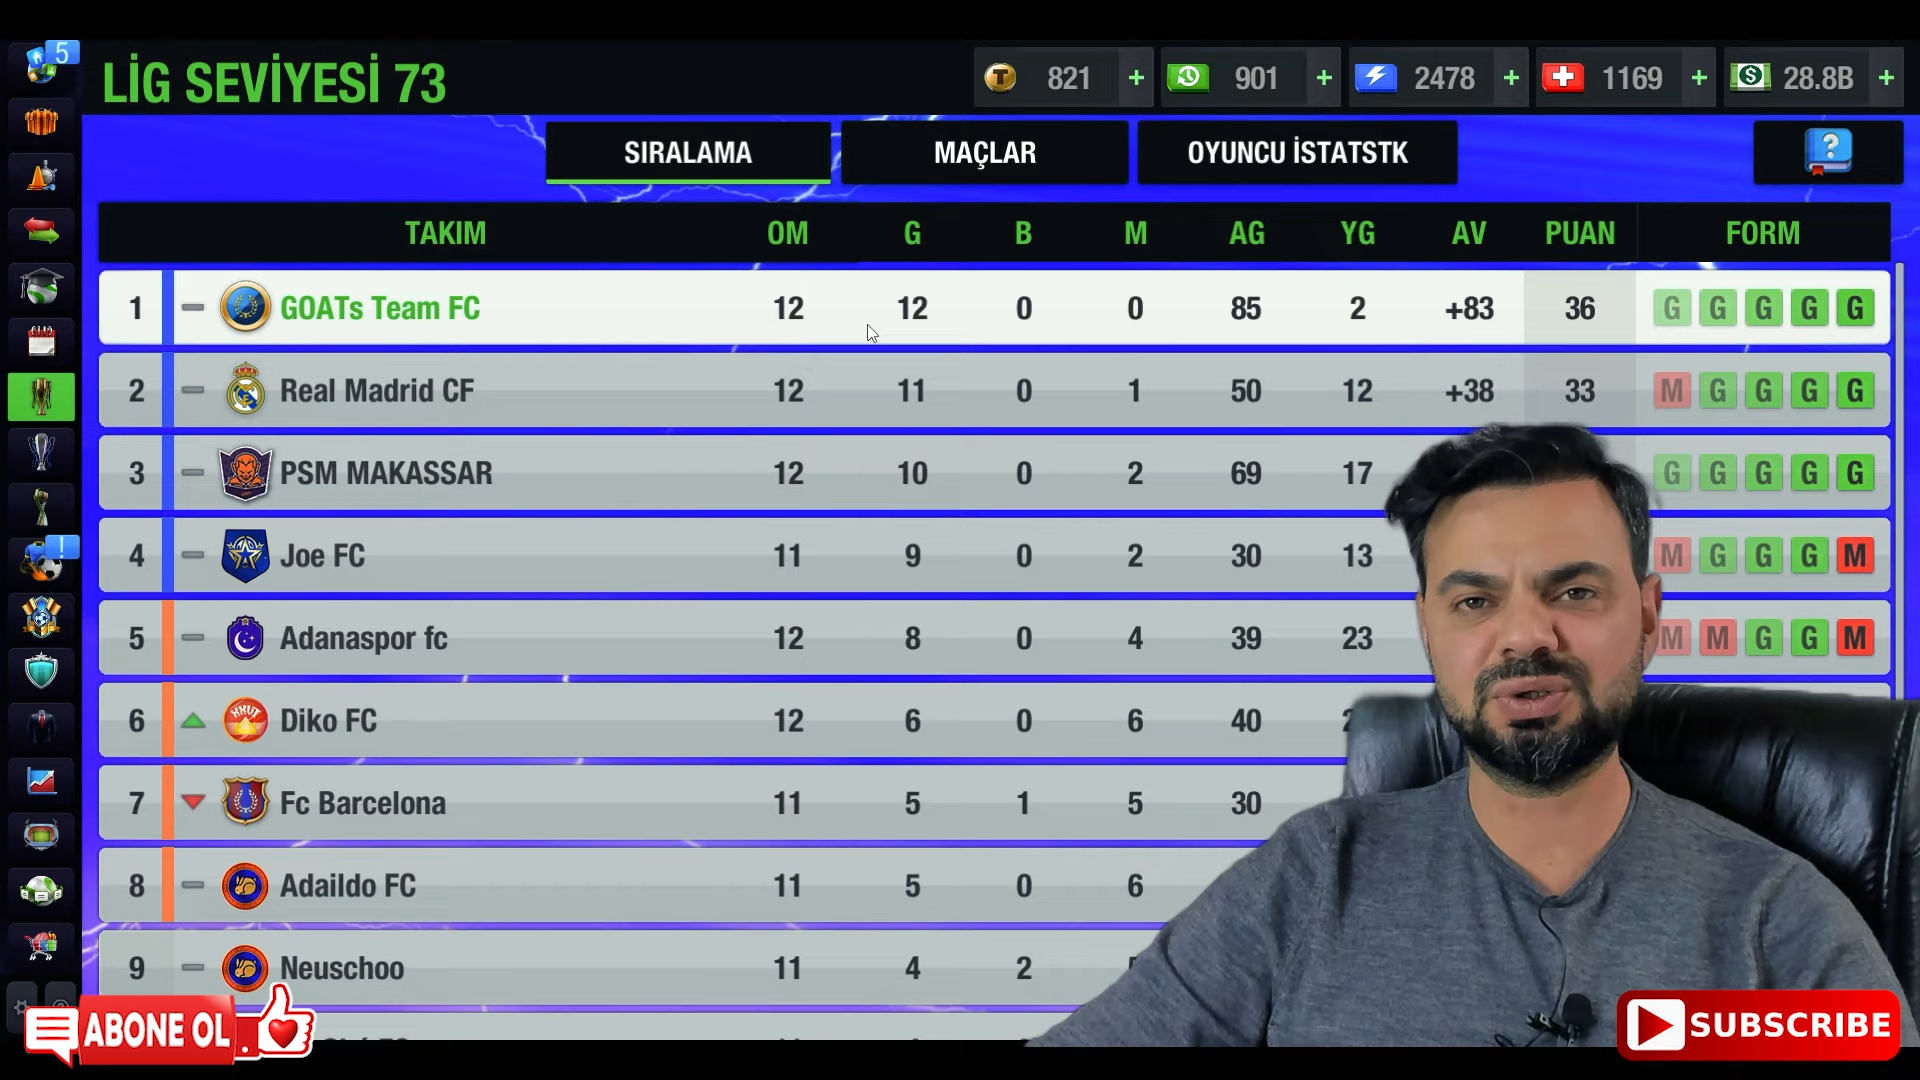 5
LİG SEVİYESİ 73
821 + 901 + 2478 + 1169 + 28.8B +
SIRALAMA MAÇLAR OYUNCU İSTATSTK ?
TAKIM OM G B M AG YG AV PUAN FORM
1 GOATs Team FC 12 12 0 0 85 2 +83 36 G G G G G
2 Real Madrid CF 12 11 0 1 50 12 +38 33 M G G G G
3 PSM MAKASSAR 12 10 0 2 69 17 G G G G G
4 Joe FC 11 9 0 2 30 13 M G G G M
!
5 Adanaspor fc 12 8 0 4 39 23 M M G G M
6 Diko FC 12 6 0 6 40
7 Fc Barcelona 11 5 1 5 30
8 Adaildo FC 11 5 0 6
9 Neuschoo 11 4 2
ABONE OL
SUBSCRIBE